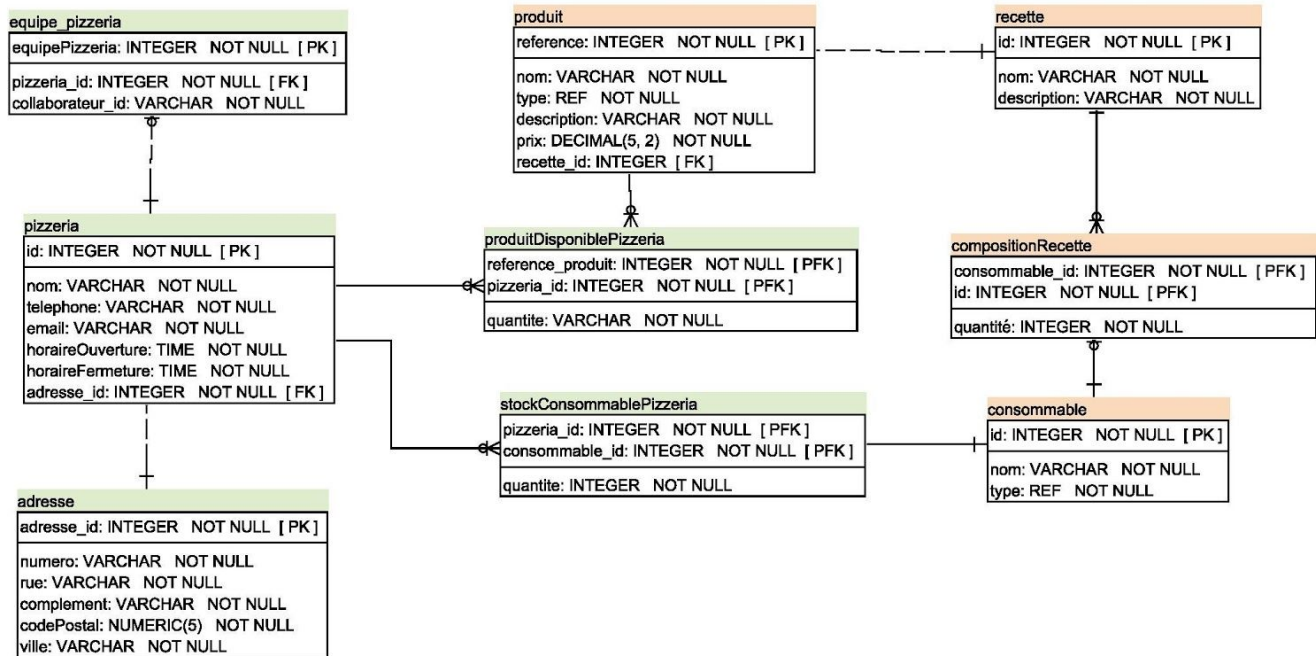 equipe_pizzeria
equipePizzeria: INTEGER NOT NULL [ PK ]
pizzeria_id: INTEGER NOT NULL [ FK ]
collaborateur_id: VARCHAR NOT NULL
produit
reference: INTEGER NOT NULL [ PK ]
nom: VARCHAR NOT NULL
type: REF NOT NULL
description: VARCHAR NOT NULL
prix: DECIMAL(5, 2) NOT NULL
recette_id: INTEGER [ FK ]
recette
id: INTEGER NOT NULL [ PK ]
nom: VARCHAR NOT NULL
description: VARCHAR NOT NULL
pizzeria
id: INTEGER NOT NULL [ PK ]
nom: VARCHAR NOT NULL
telephone: VARCHAR NOT NULL
email: VARCHAR NOT NULL
horaireOuverture: TIME NOT NULL
horaireFermeture: TIME NOT NULL
adresse_id: INTEGER NOT NULL [ FK ]
produitDisponiblePizzeria
reference_produit: INTEGER NOT NULL [ PFK ]
pizzeria_id: INTEGER NOT NULL [ PFK ]
quantite: VARCHAR NOT NULL
compositionRecette
consommable_id: INTEGER NOT NULL [ PFK ]
id: INTEGER NOT NULL [ PFK ]
quantité: INTEGER NOT NULL
stockConsommablePizzeria
pizzeria_id: INTEGER NOT NULL [ PFK ]
consommable_id: INTEGER NOT NULL [ PFK ]
quantite: INTEGER NOT NULL
consommable
id: INTEGER NOT NULL [ PK ]
nom: VARCHAR NOT NULL
type: REF NOT NULL
adresse
adresse_id: INTEGER NOT NULL [ PK ]
numero: VARCHAR NOT NULL
rue: VARCHAR NOT NULL
complement: VARCHAR NOT NULL
codePostal: NUMERIC(5) NOT NULL
ville: VARCHAR NOT NULL